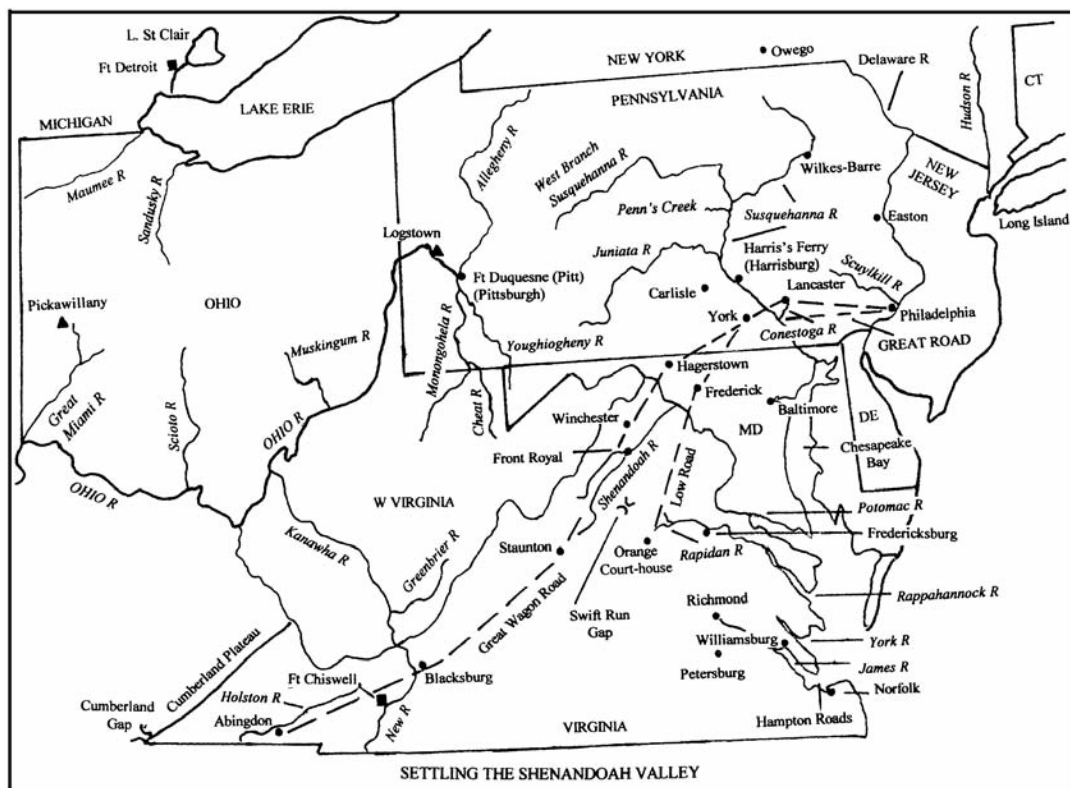 L. St Clair
Ft Detroit
MICHIGAN
LAKE ERIE
NEW YORK
Owego
Delaware R
Hudson R
CT
PENNSYLVANIA
Maumee R
Sandusky R
Allegheny R
West Branch
Susquehanna R
Wilkes-Barre
NEW
JERSEY
Penn's Creek
Susquehanna R
Easton
Long Island
Logstown
Juniata R
Harris's Ferry
(Harrisburg)
Scuylkill R
Ft Duquesne (Pitt)
(Pittsburgh)
Carlisle
Lancaster
Pickawillany
OHIO
York
Conestoga R
Philadelphia
GREAT ROAD
Muskingum R
Monongohela R
Youghiogheny R
Hagerstown
Frederick
Great
Miami R
Scioto R
OHIO R
Cheat R
Winchester
Baltimore
DE
MD
Front Royal
Shenandoah R
Low Road
Chesapeake
Bay
OHIO R
W VIRGINIA
Potomac R
Fredericksburg
Kanawha R
Greenbrier R
Staunton
Orange
Court-house
Rapidan R
Great Wagon Road
Swift Run
Gap
Rappahannock R
Richmond
Williamsburg
York R
Cumberland Plateau
Petersburg
James R
Ft Chiswell
Blacksburg
Holston R
Norfolk
Cumberland
Gap
Abingdon
New R
Hampton Roads
VIRGINIA
SETTLING THE SHENANDOAH VALLEY